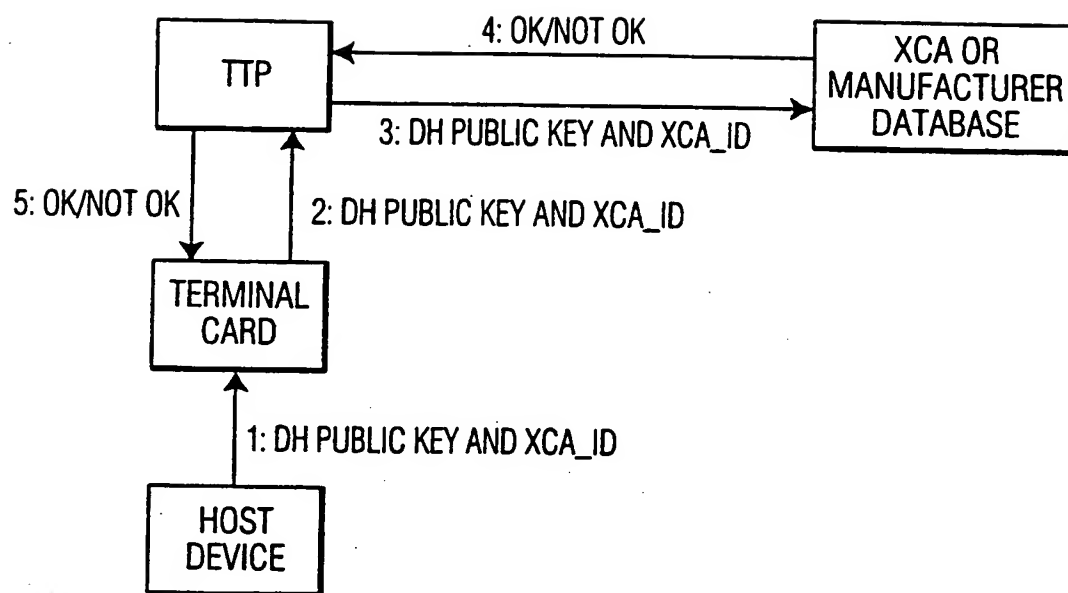 4: OK/NOT OK
TTP
XCA OR
MANUFACTURER
DATABASE
3: DH PUBLIC KEY AND XCA_ID
5: OK/NOT OK
2: DH PUBLIC KEY AND XCA_ID
TERMINAL
CARD
1: DH PUBLIC KEY AND XCA_ID
HOST
DEVICE